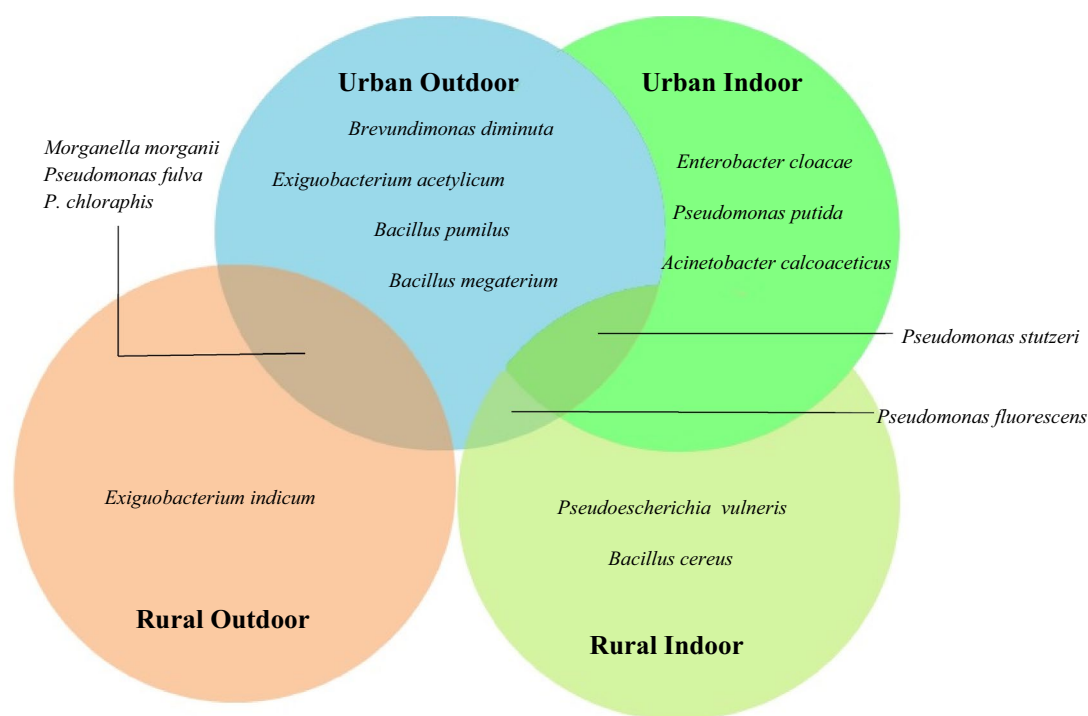 Urban Outdoor
Urban Indoor
Brevundimonas diminuta
Morganella morganii
Pseudomonas fulva
P. chloraphis
Enterobacter cloacae
Exiguobacterium acetylicum
Pseudomonas putida
Bacillus pumilus
Acinetobacter calcoaceticus
Bacillus megaterium
Pseudomonas stutzeri
Pseudomonas fluorescens
Exiguobacterium indicum
Pseudoescherichia vulneris
Bacillus cereus
Rural Outdoor
Rural Indoor